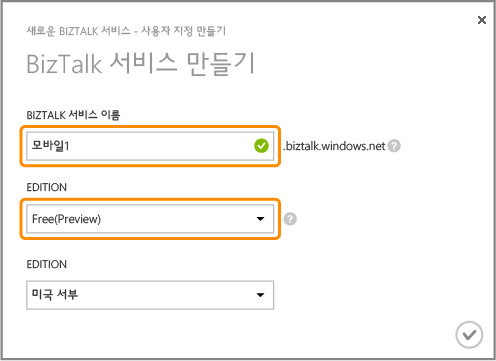 새로운 BIZTALK 서비스 - 사용자 지정 만들기
BizTalk 서비스 만들기
BIZTALK 서비스 이름
모바일1 .biztalk.windows.net ?
EDITION
Free(Preview) ?
EDITION
미국 서부